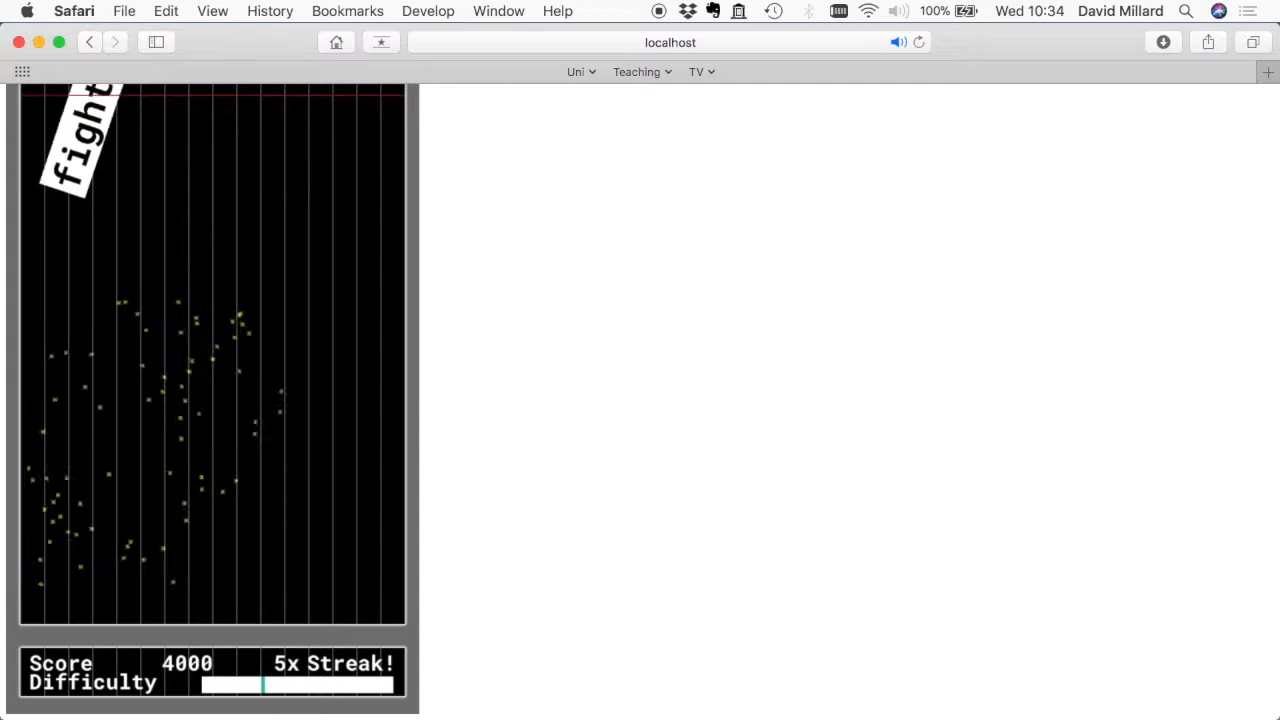 Safari File Edit View History Bookmarks Develop Window Help 100% Wed 10:34 David Millard
localhost
Uni Teaching TV
fight
Score 4000 5x Streak!
Difficulty